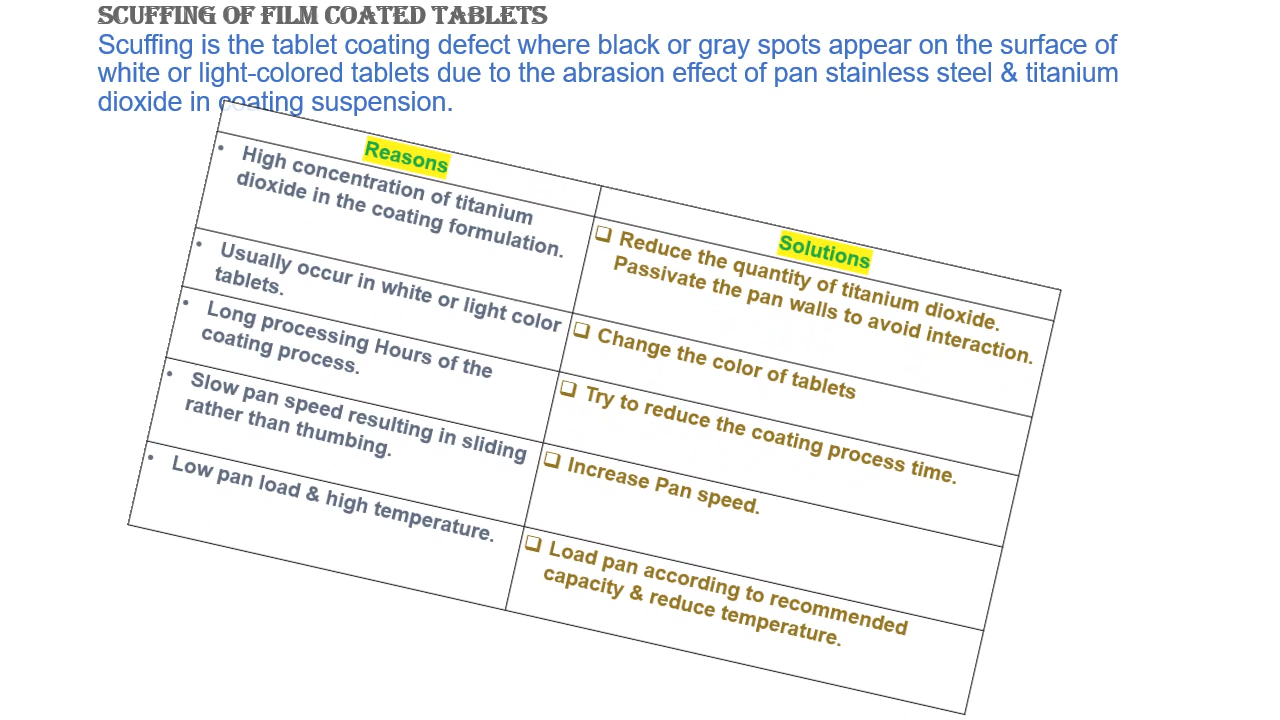 SCUFFING OF FILM COATED TABLETS
Scuffing is the tablet coating defect where black or gray spots appear on the surface of
white or light-colored tablets due to the abrasion effect of pan stainless steel & titanium
dioxide in coating suspension.
Reasons
Solutions
• High concentration of titanium
dioxide in the coating formulation.
❑ Reduce the quantity of titanium dioxide.
Passivate the pan walls to avoid interaction.
• Usually occur in white or light color
tablets.
❑ Change the color of tablets
• Long processing Hours of the
coating process.
❑ Try to reduce the coating process time.
• Slow pan speed resulting in sliding
rather than thumbing.
❑ Increase Pan speed.
• Low pan load & high temperature.
❑ Load pan according to recommended
capacity & reduce temperature.